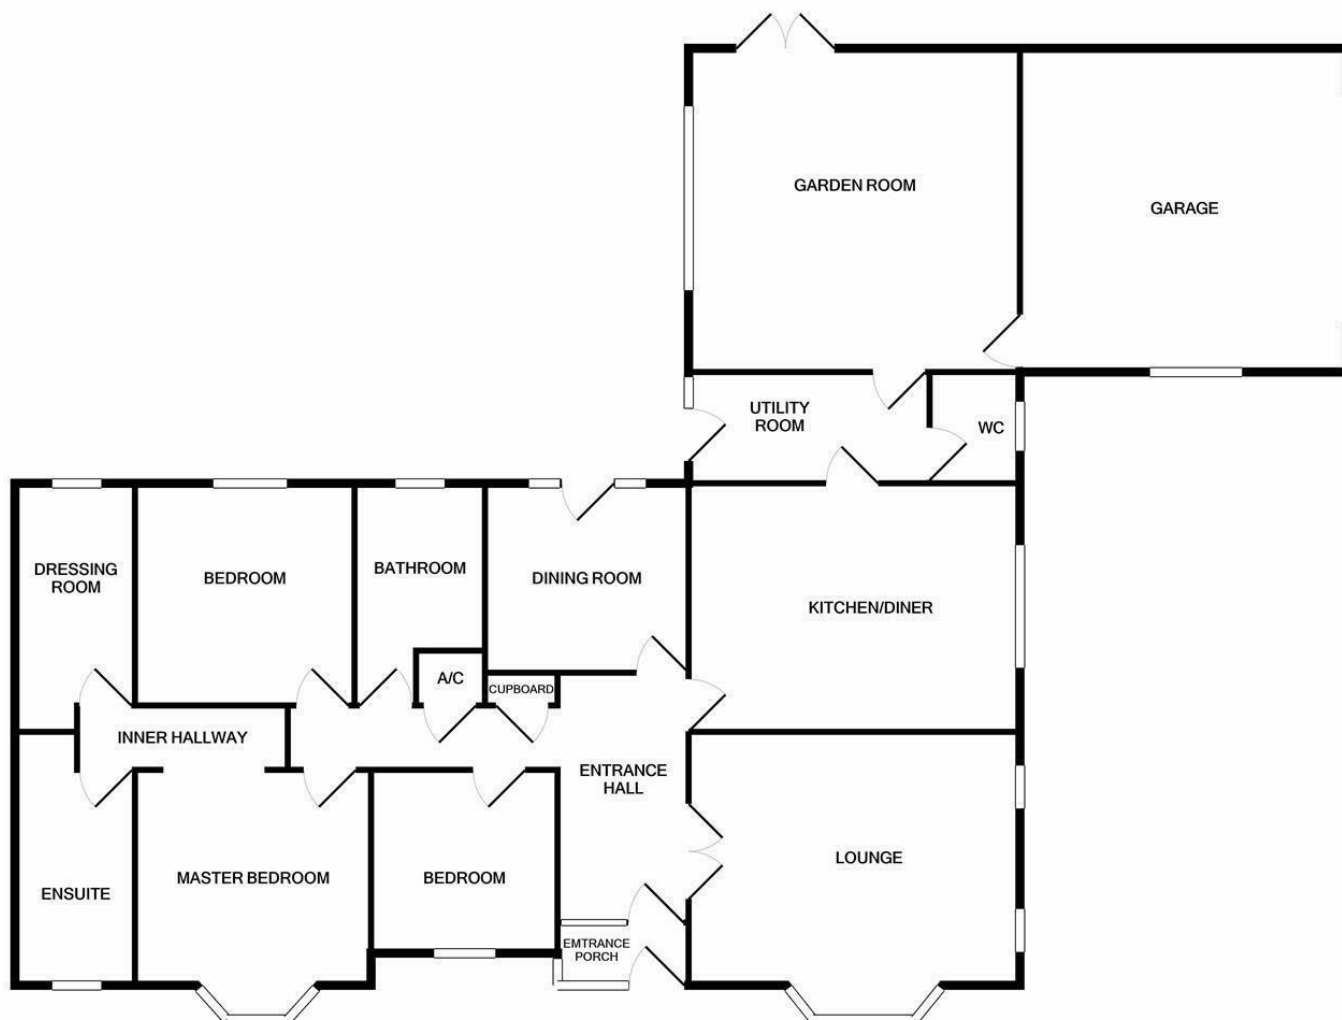 GARDEN ROOM
GARAGE
UTILITY
ROOM
WC
DRESSING
ROOM
BEDROOM
BATHROOM
DINING ROOM
KITCHEN/DINER
A/C
CUPBOARD
INNER HALLWAY
ENTRANCE
HALL
LOUNGE
ENSUITE
MASTER BEDROOM
BEDROOM
EMTRANCE
PORCH